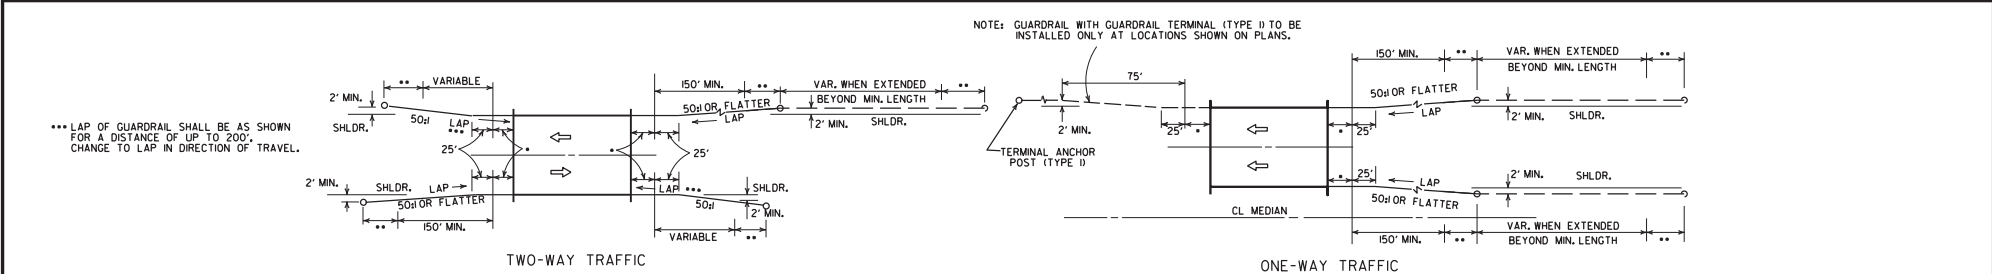 ••• LAP OF GUARDRAIL SHALL BE AS SHOWN
FOR A DISTANCE OF UP TO 200'.
CHANGE TO LAP IN DIRECTION OF TRAVEL.
••
VARIABLE
2' MIN.
SHLDR.
50:1
LAP
•••
25'
•
2' MIN.
SHLDR.
LAP
50:1 OR FLATTER
••
150' MIN.
150' MIN.
••
VAR. WHEN EXTENDED
BEYOND MIN. LENGTH
••
50:1 OR FLATTER
LAP
2' MIN.
SHLDR.
•
25'
LAP •••
50:1
SHLDR.
2' MIN.
VARIABLE
••
TWO-WAY TRAFFIC
NOTE: GUARDRAIL WITH GUARDRAIL TERMINAL (TYPE I) TO BE
INSTALLED ONLY AT LOCATIONS SHOWN ON PLANS.
75'
2' MIN.
TERMINAL ANCHOR
POST (TYPE I)
25'
•
•
25'
150' MIN.
••
VAR. WHEN EXTENDED
BEYOND MIN. LENGTH
••
50:1 OR FLATTER
LAP
2' MIN.
SHLDR.
•
25'
LAP
50:1 OR FLATTER
2' MIN.
SHLDR.
CL MEDIAN
150' MIN.
••
VAR. WHEN EXTENDED
BEYOND MIN. LENGTH
••
ONE-WAY TRAFFIC